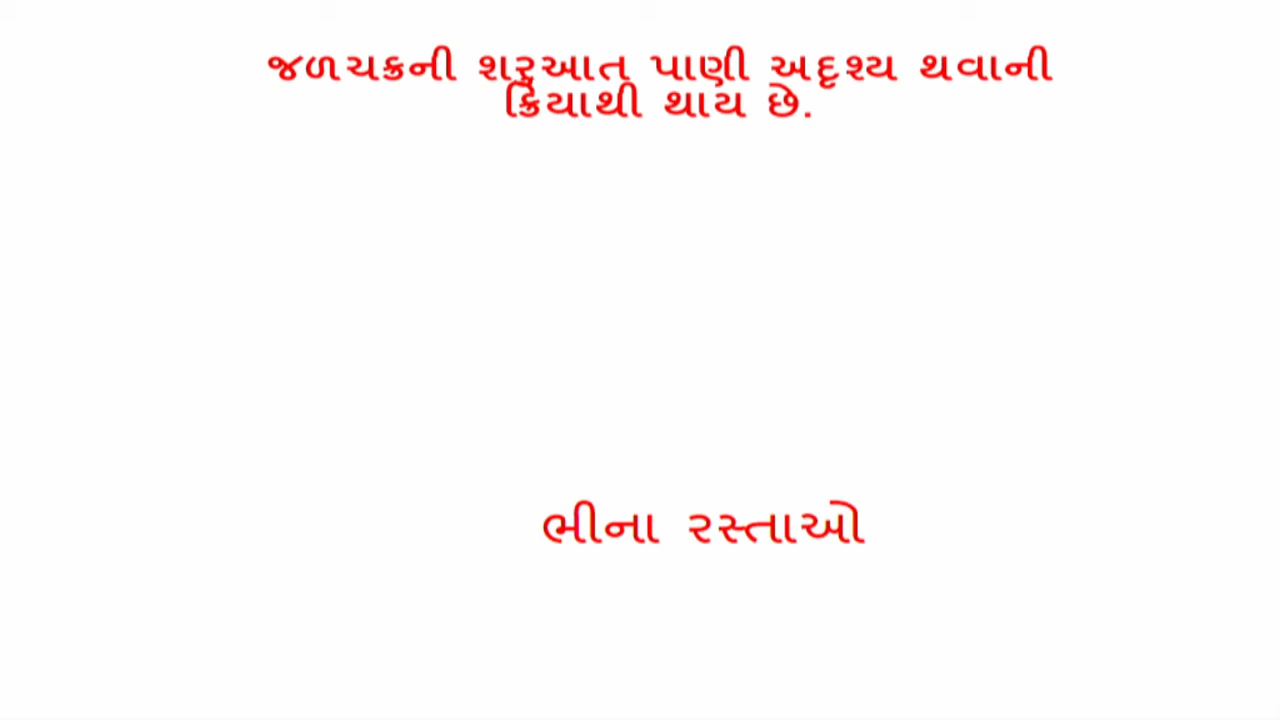 જળચક્રની શરુઆત પાણી અદૃશ્ય થવાની
ક્રિયાથી થાય છે.
ભીના રસ્તાઓ